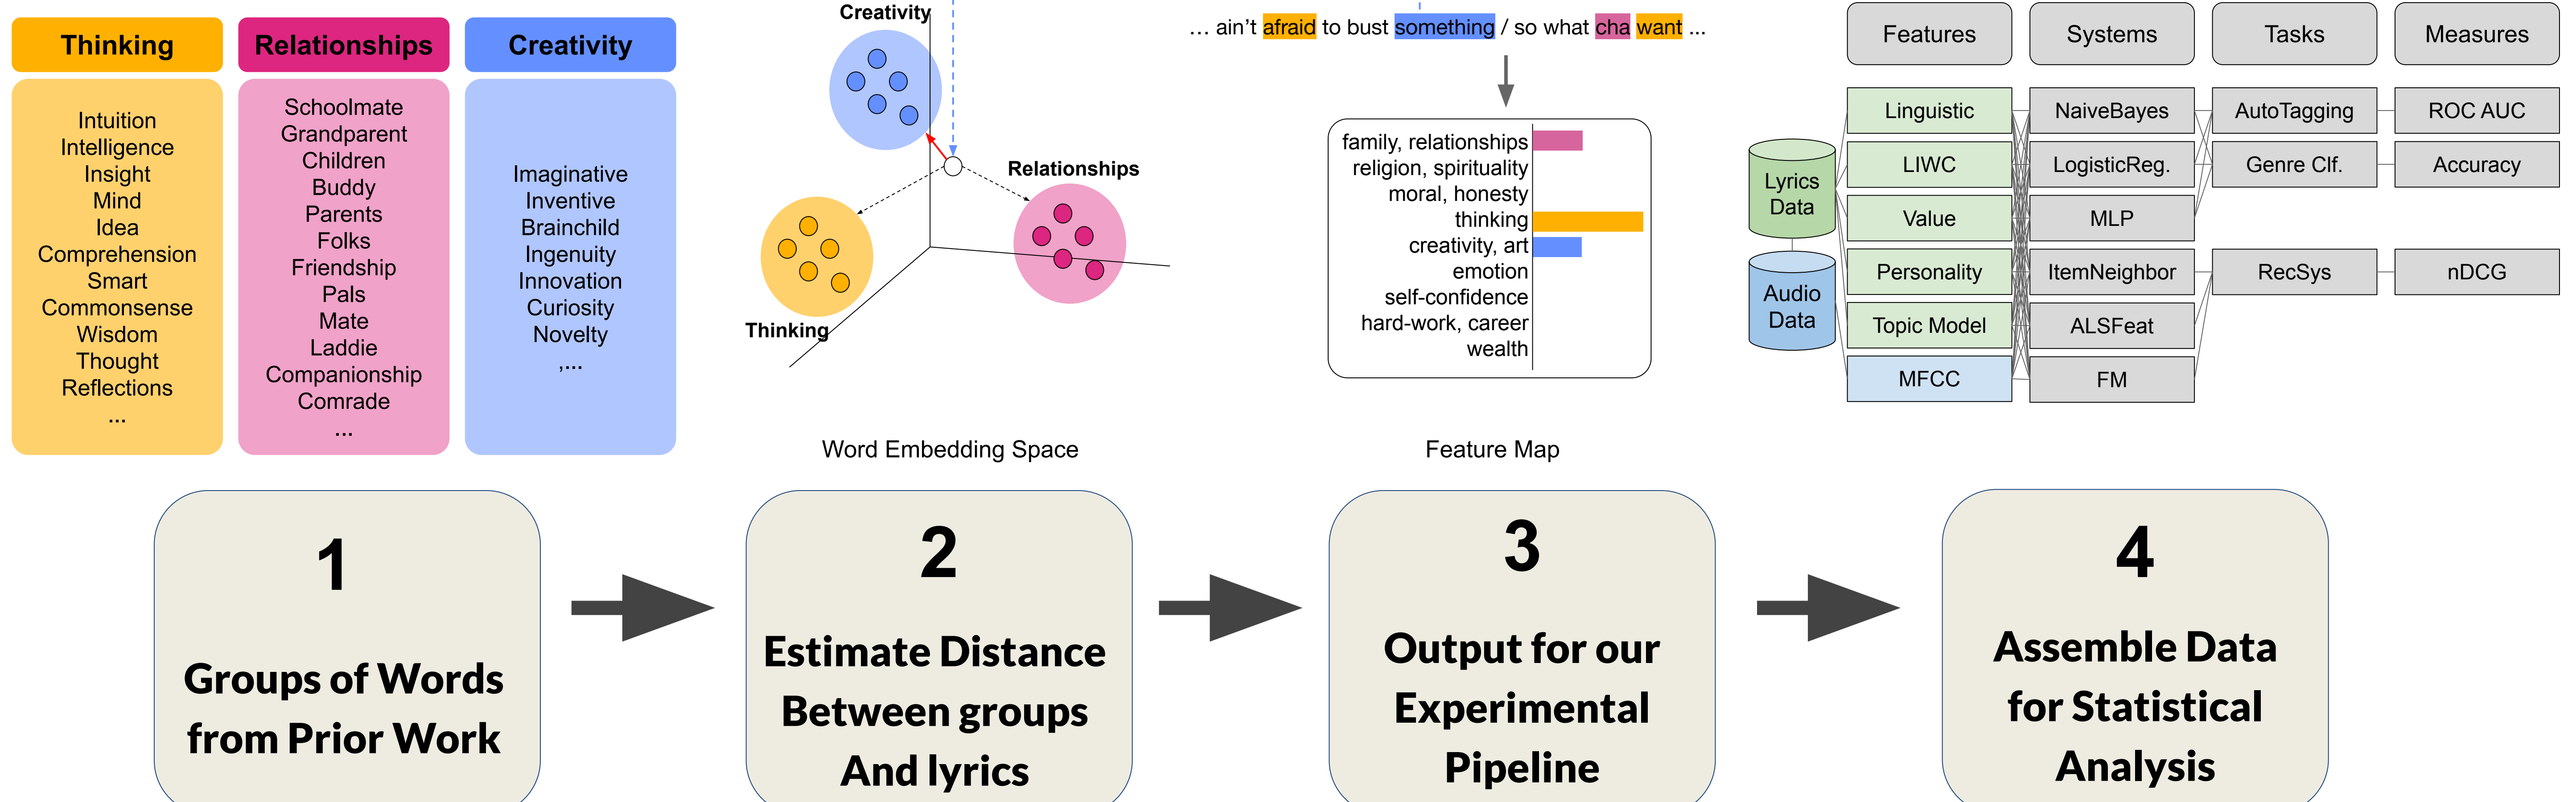 Thinking
Relationships
Creativity
Intuition
Intelligence
Insight
Mind
Idea
Comprehension
Smart
Commonsense
Wisdom
Thought
Reflections
...
Schoolmate
Grandparent
Children
Buddy
Parents
Folks
Friendship
Pals
Mate
Laddie
Companionship
Comrade
...
Imaginative
Inventive
Brainchild
Ingenuity
Innovation
Curiosity
Novelty
,...
Creativity
Relationships
Thinking
Word Embedding Space
... ain't afraid to bust something / so what cha want ...
family, relationships
religion, spirituality
moral, honesty
thinking
creativity, art
emotion
self-confidence
hard-work, career
wealth
Feature Map
Features
Systems
Tasks
Measures
Lyrics
Data
Audio
Data
Linguistic
LIWC
Value
Personality
Topic Model
MFCC
NaiveBayes
LogisticReg.
MLP
ItemNeighbor
ALSFeat
FM
AutoTagging
Genre Clf.
RecSys
ROC AUC
Accuracy
nDCG
1
Groups of Words
from Prior Work
2
Estimate Distance
Between groups
And lyrics
3
Output for our
Experimental
Pipeline
4
Assemble Data
for Statistical
Analysis